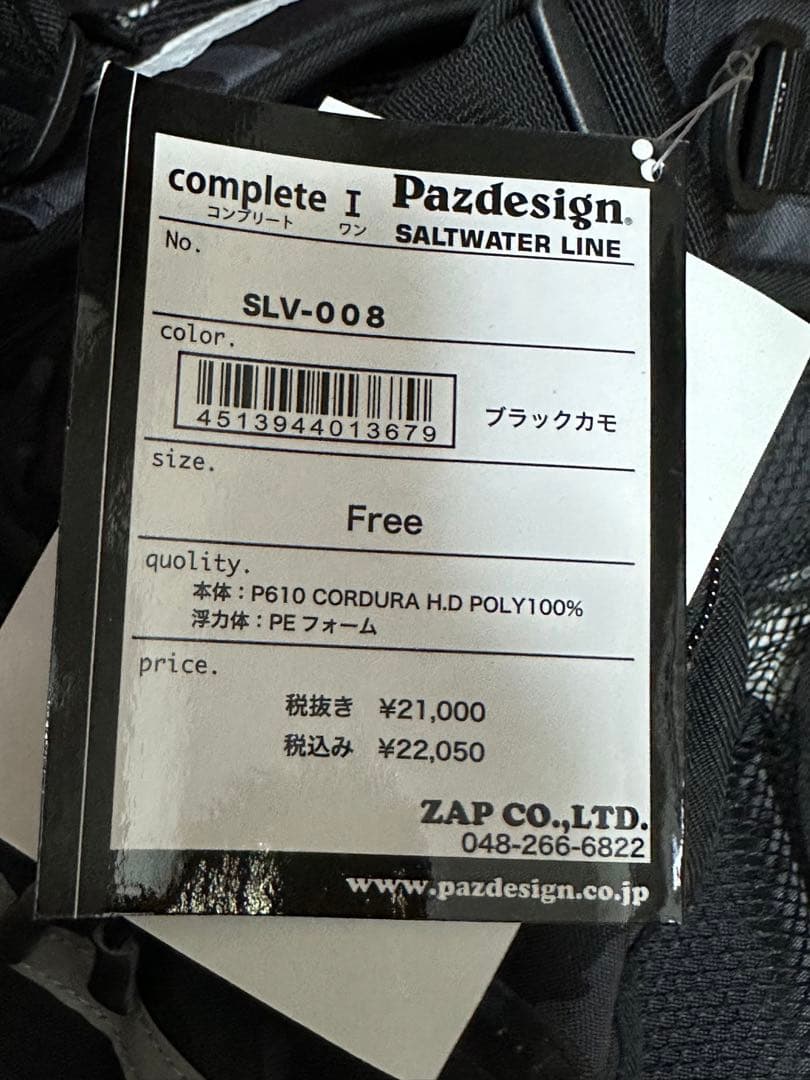 complete I Pazdesign®
コンプリート ワン SALTWATER LINE
No.
SLV-008
color.
4513944013679 ブラックカモ
size.
Free
quolity.
本体：P610 CORDURA H.D POLY100%
浮力体：PEフォーム
price.
税抜き ¥21,000
税込み ¥22,050
ZAP CO.,LTD.
048-266-6822
www.pazdesign.co.jp